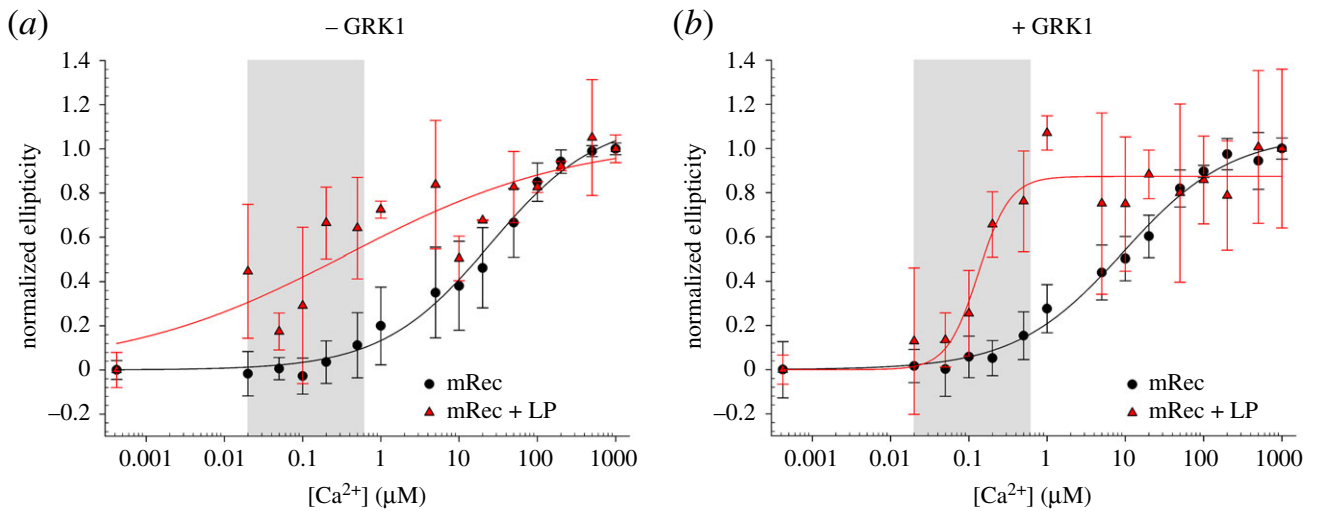 (a)
– GRK1
normalized ellipticity
1.4
1.2
1.0
0.8
0.6
0.4
0.2
0
–0.2
mRec
mRec + LP
0.001 0.01 0.1 1 10 100 1000
[Ca²⁺] (µM)
(b)
+ GRK1
normalized ellipticity
1.4
1.2
1.0
0.8
0.6
0.4
0.2
0
–0.2
mRec
mRec + LP
0.001 0.01 0.1 1 10 100 1000
[Ca²⁺] (µM)